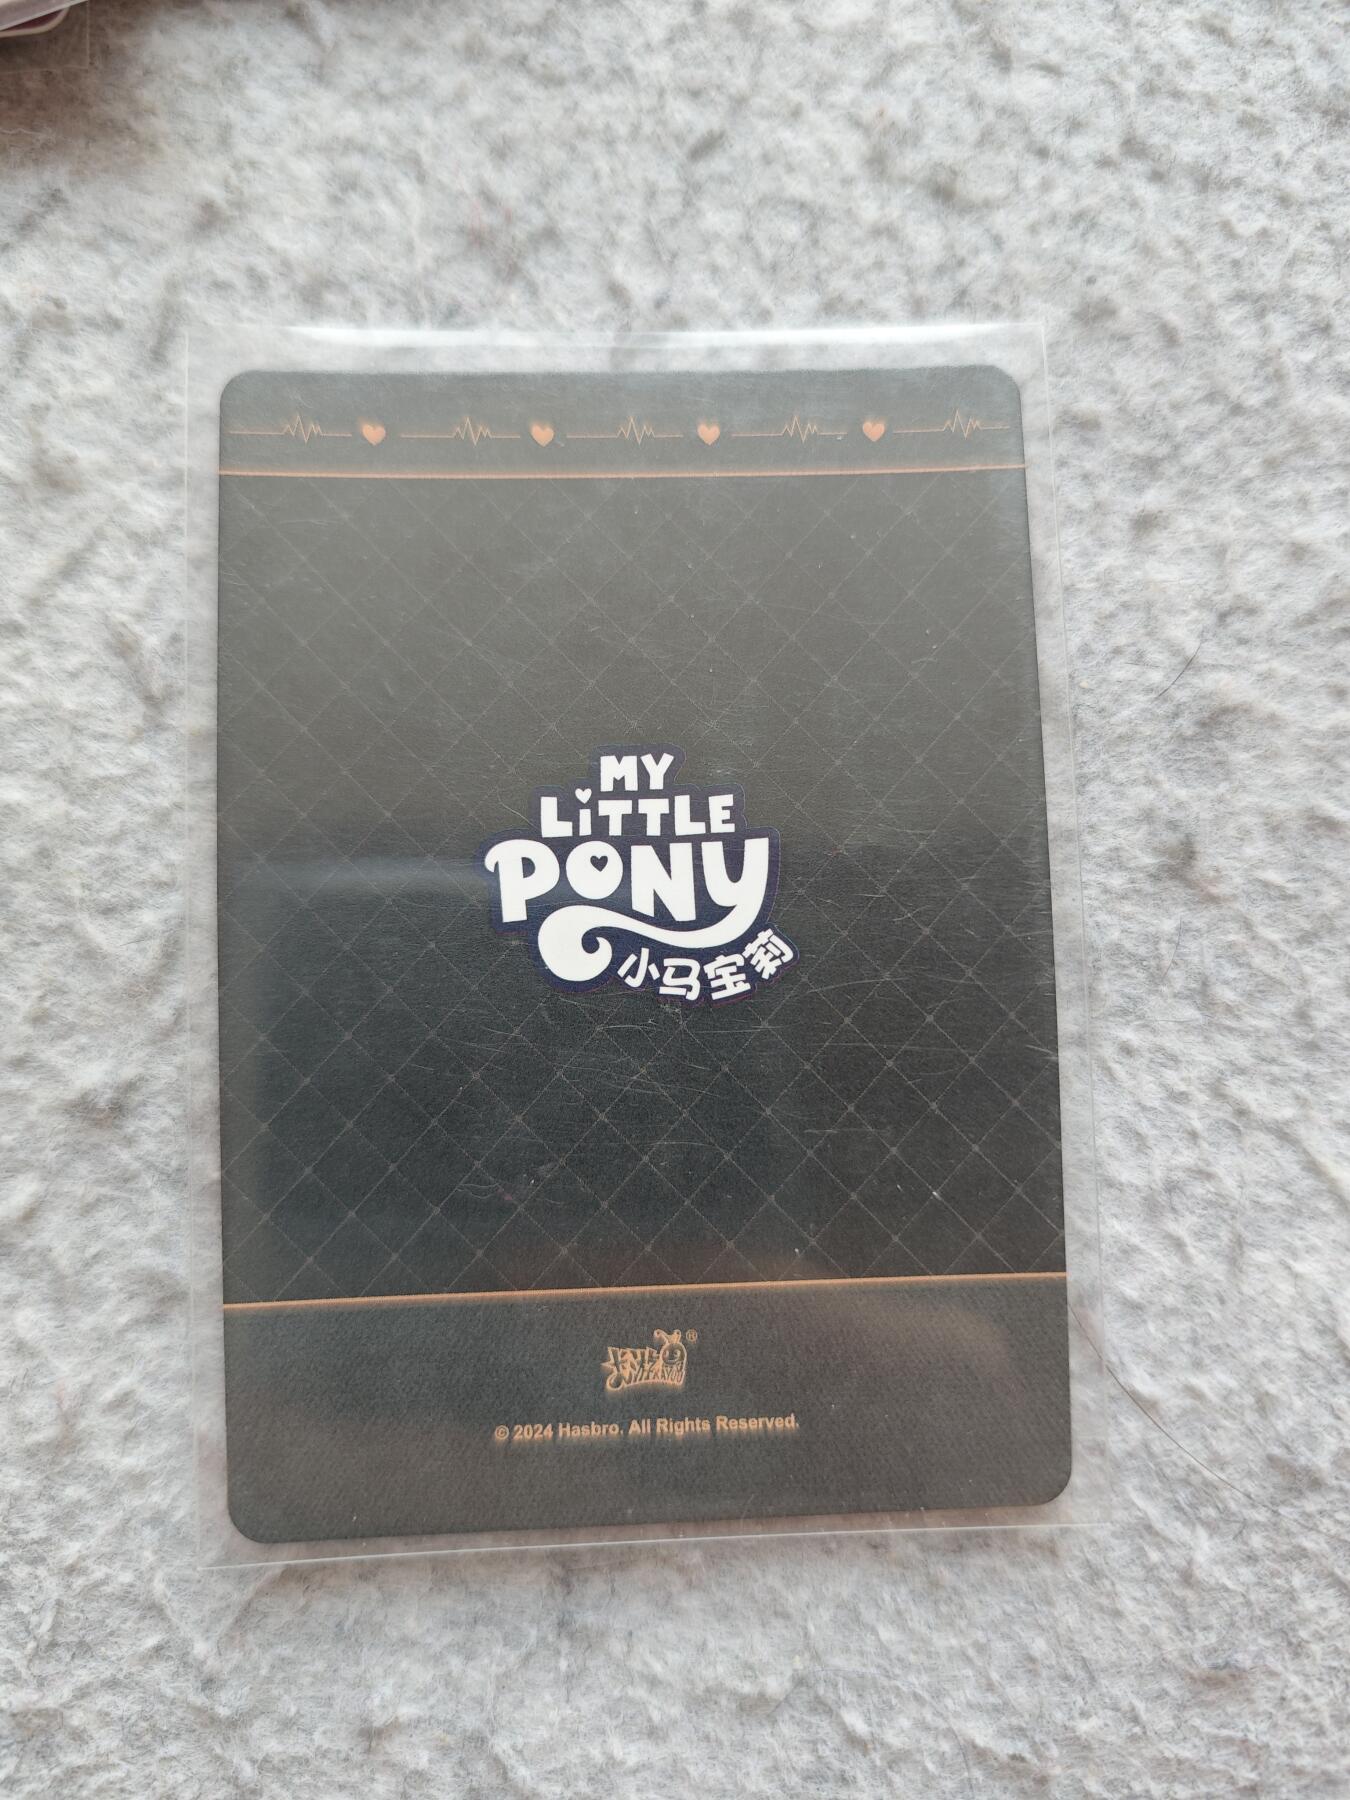 MY
LiTTLE
PONY
小马宝莉
®
© 2024 Hasbro. All Rights Reserved.